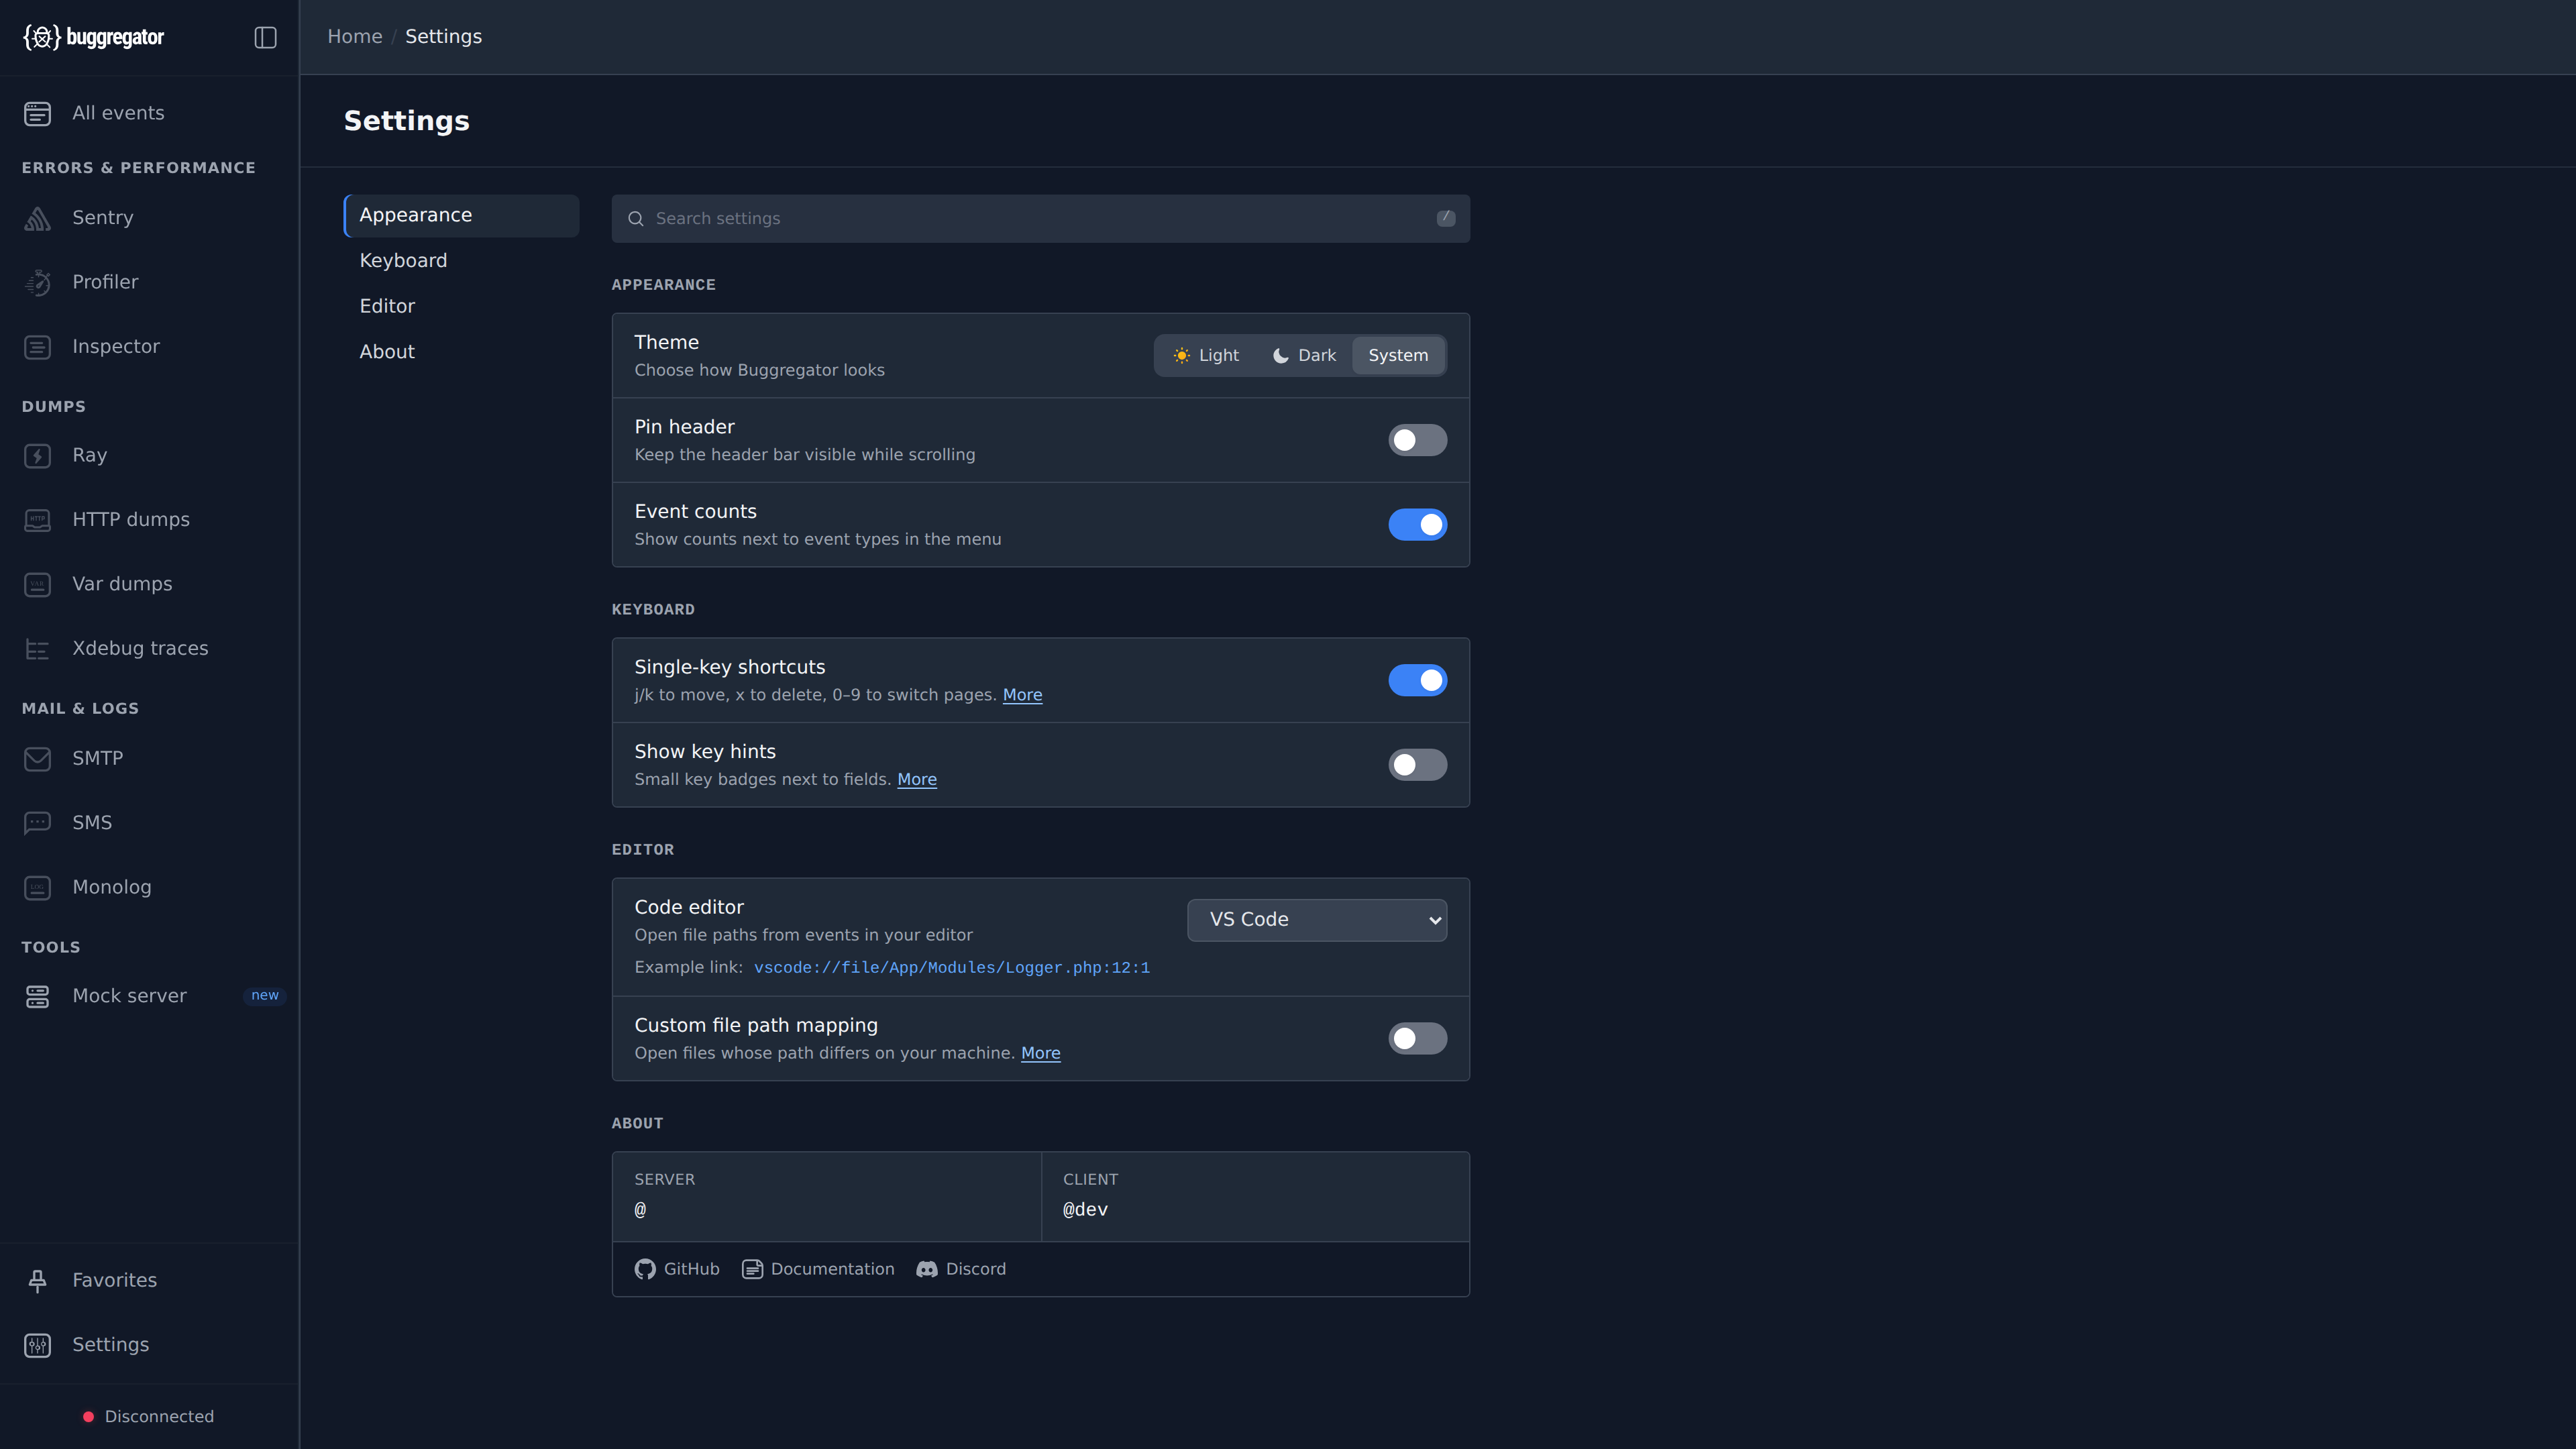 buggregator
Home / Settings
All events
ERRORS & PERFORMANCE
Sentry
Profiler
Inspector
DUMPS
Ray
HTTP
HTTP dumps
VAR
Var dumps
Xdebug traces
MAIL & LOGS
SMTP
SMS
LOG
Monolog
TOOLS
Mock server new
Favorites
Settings
Disconnected
Settings
Appearance
Keyboard
Editor
About
Search settings /
APPEARANCE
Theme
Choose how Buggregator looks
Light Dark System
Pin header
Keep the header bar visible while scrolling
Event counts
Show counts next to event types in the menu
KEYBOARD
Single-key shortcuts
j/k to move, x to delete, 0–9 to switch pages. More
Show key hints
Small key badges next to fields. More
EDITOR
Code editor
Open file paths from events in your editor
VS Code
Example link: vscode://file/App/Modules/Logger.php:12:1
Custom file path mapping
Open files whose path differs on your machine. More
ABOUT
SERVER
@
CLIENT
@dev
GitHub Documentation Discord